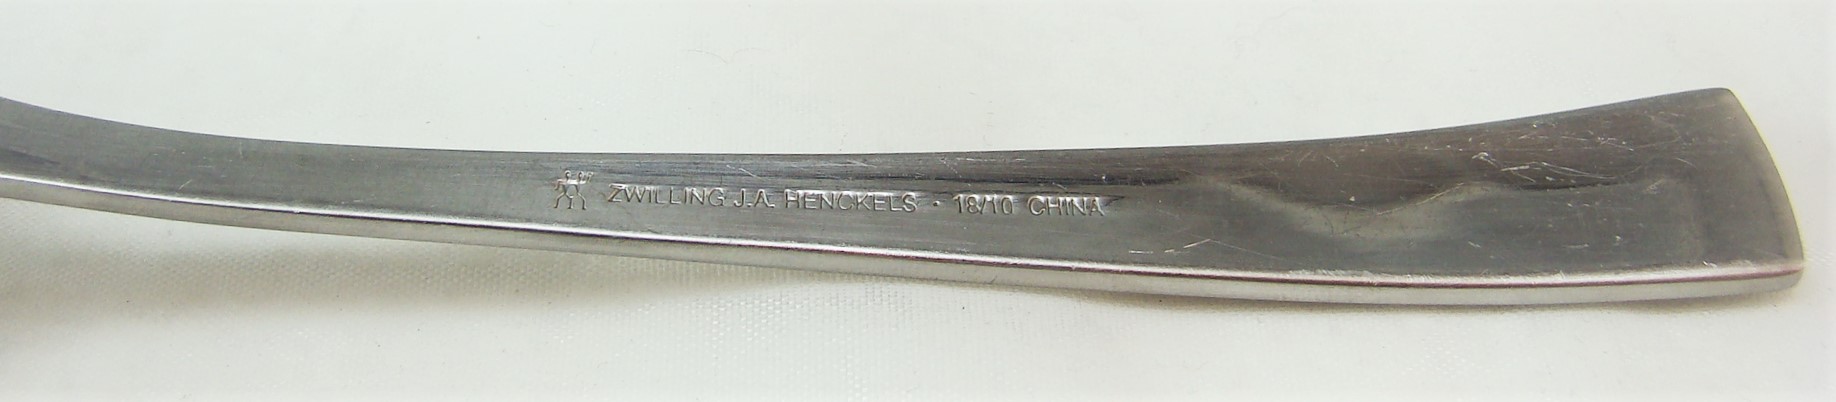 ZWILLING J.A. HENCKELS · 18/10 CHINA